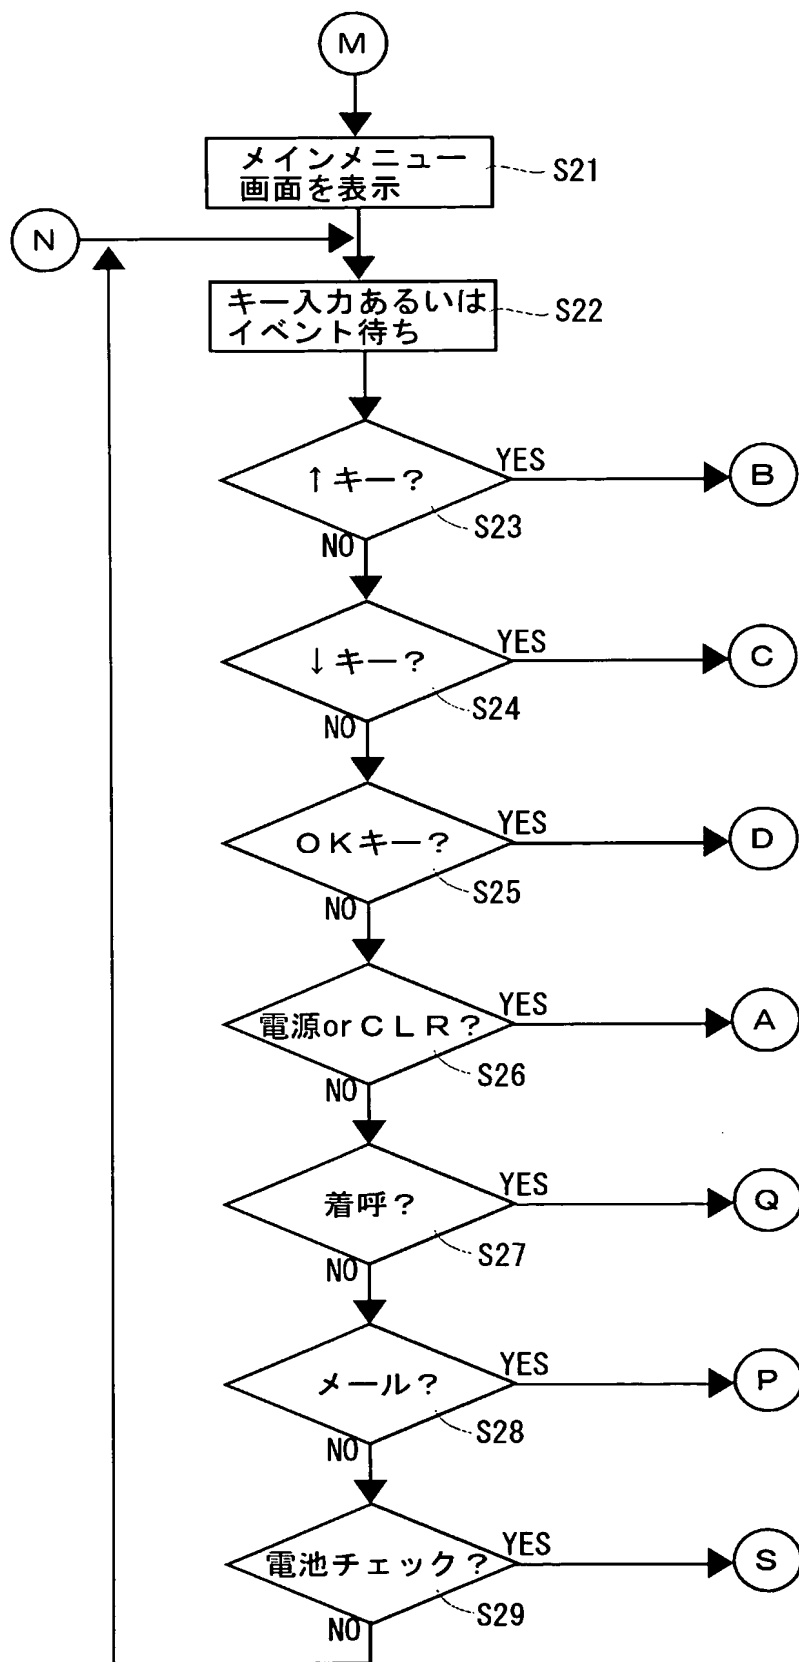 M
メインメニュー
画面を表示
S21
N
キー入力あるいは
イベント待ち
S22
↑キー？
YES
B
S23
NO
↓キー？
YES
C
S24
NO
ＯＫキー？
YES
D
S25
NO
電源orＣＬＲ？
YES
A
S26
NO
着呼？
YES
Q
S27
NO
メール？
YES
P
S28
NO
電池チェック？
YES
S
S29
NO